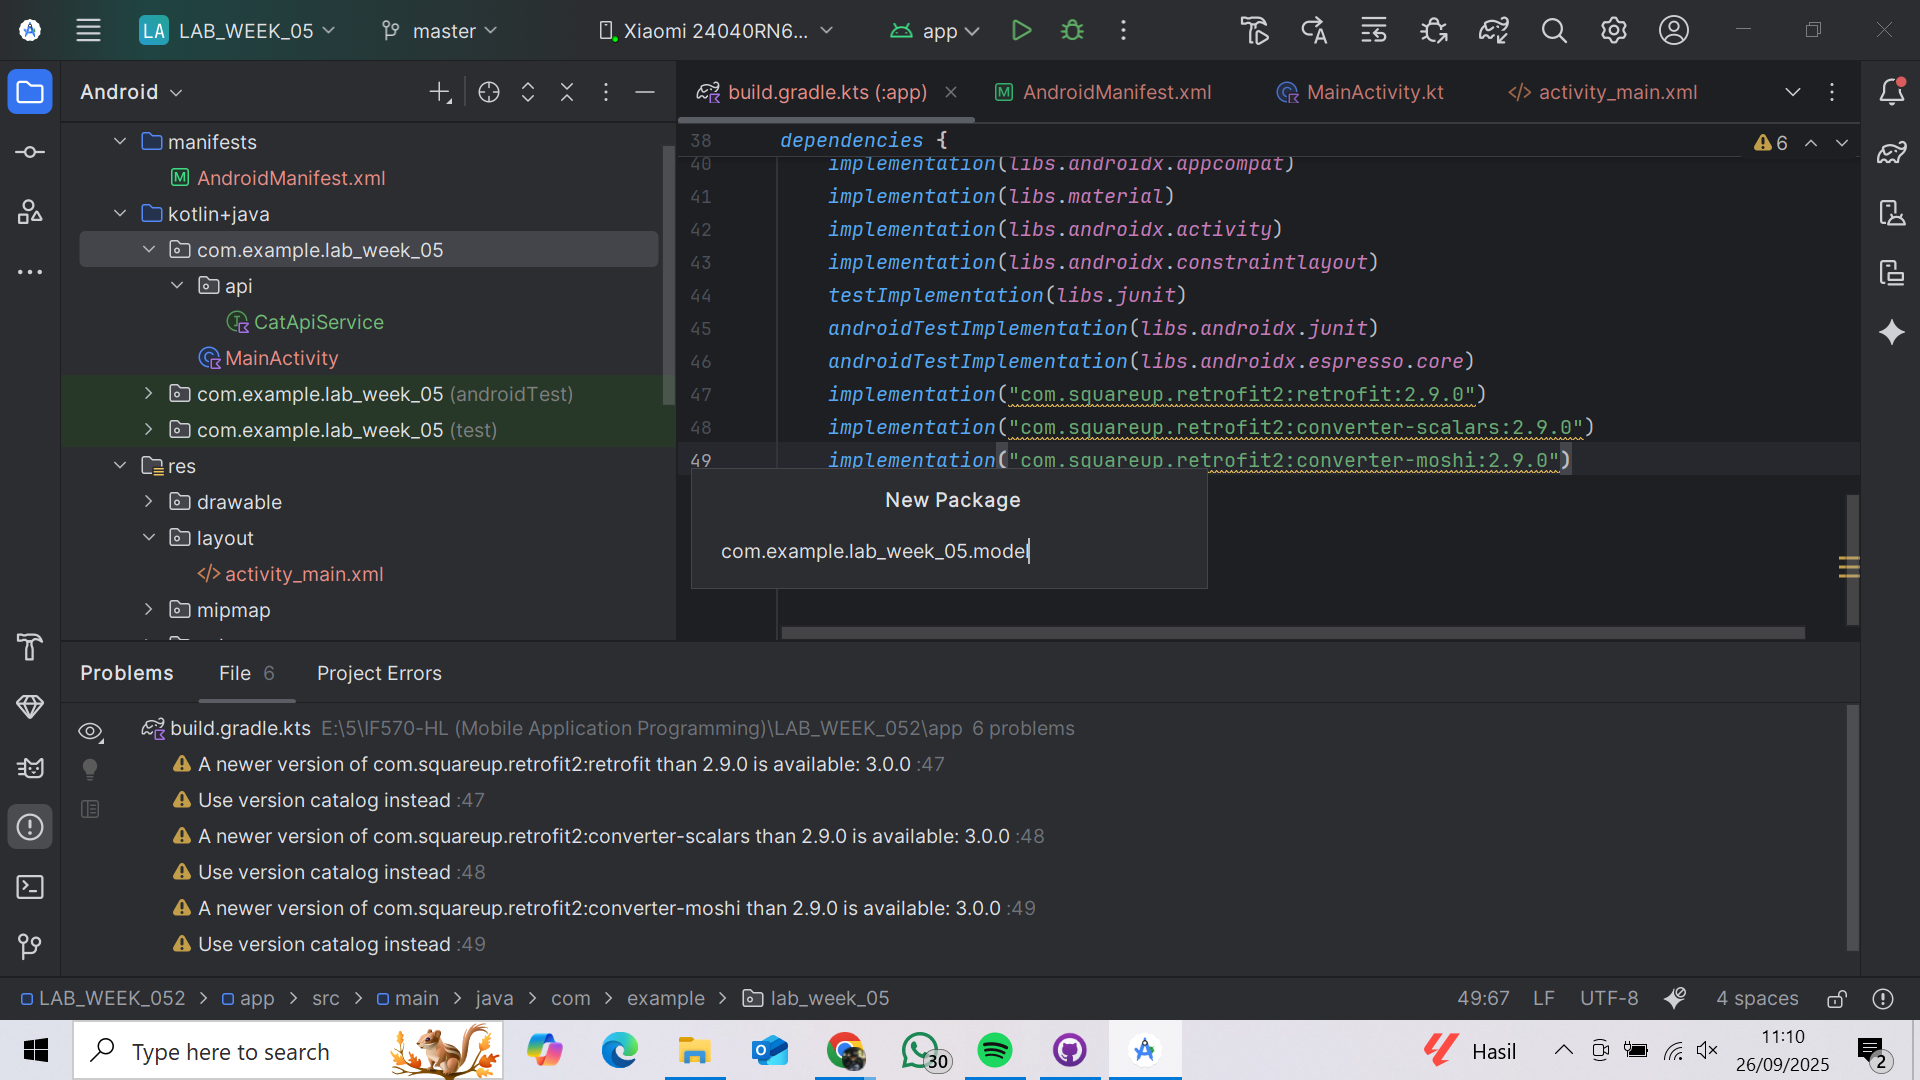 LA LAB_WEEK_05 master Xiaomi 24040RN6... app
Android
build.gradle.kts (:app) AndroidManifest.xml MainActivity.kt activity_main.xml
manifests
AndroidManifest.xml
kotlin+java
com.example.lab_week_05
api
CatApiService
MainActivity
com.example.lab_week_05 (androidTest)
com.example.lab_week_05 (test)
res
drawable
layout
activity_main.xml
mipmap
38 dependencies {
6
40 implementation(libs.androidx.appcompat)
41 implementation(libs.material)
42 implementation(libs.androidx.activity)
43 implementation(libs.androidx.constraintlayout)
44 testImplementation(libs.junit)
45 androidTestImplementation(libs.androidx.junit)
46 androidTestImplementation(libs.androidx.espresso.core)
47 implementation("com.squareup.retrofit2:retrofit:2.9.0")
48 implementation("com.squareup.retrofit2:converter-scalars:2.9.0")
49 implementation("com.squareup.retrofit2:converter-moshi:2.9.0")
New Package
com.example.lab_week_05.model
Problems File 6 Project Errors
build.gradle.kts E:\5\IF570-HL (Mobile Application Programming)\LAB_WEEK_052\app 6 problems
A newer version of com.squareup.retrofit2:retrofit than 2.9.0 is available: 3.0.0 :47
Use version catalog instead :47
A newer version of com.squareup.retrofit2:converter-scalars than 2.9.0 is available: 3.0.0 :48
Use version catalog instead :48
A newer version of com.squareup.retrofit2:converter-moshi than 2.9.0 is available: 3.0.0 :49
Use version catalog instead :49
LAB_WEEK_052 > app > src > main > java > com > example > lab_week_05
49:67 LF UTF-8 4 spaces
Type here to search
30
Hasil
11:10
26/09/2025
2